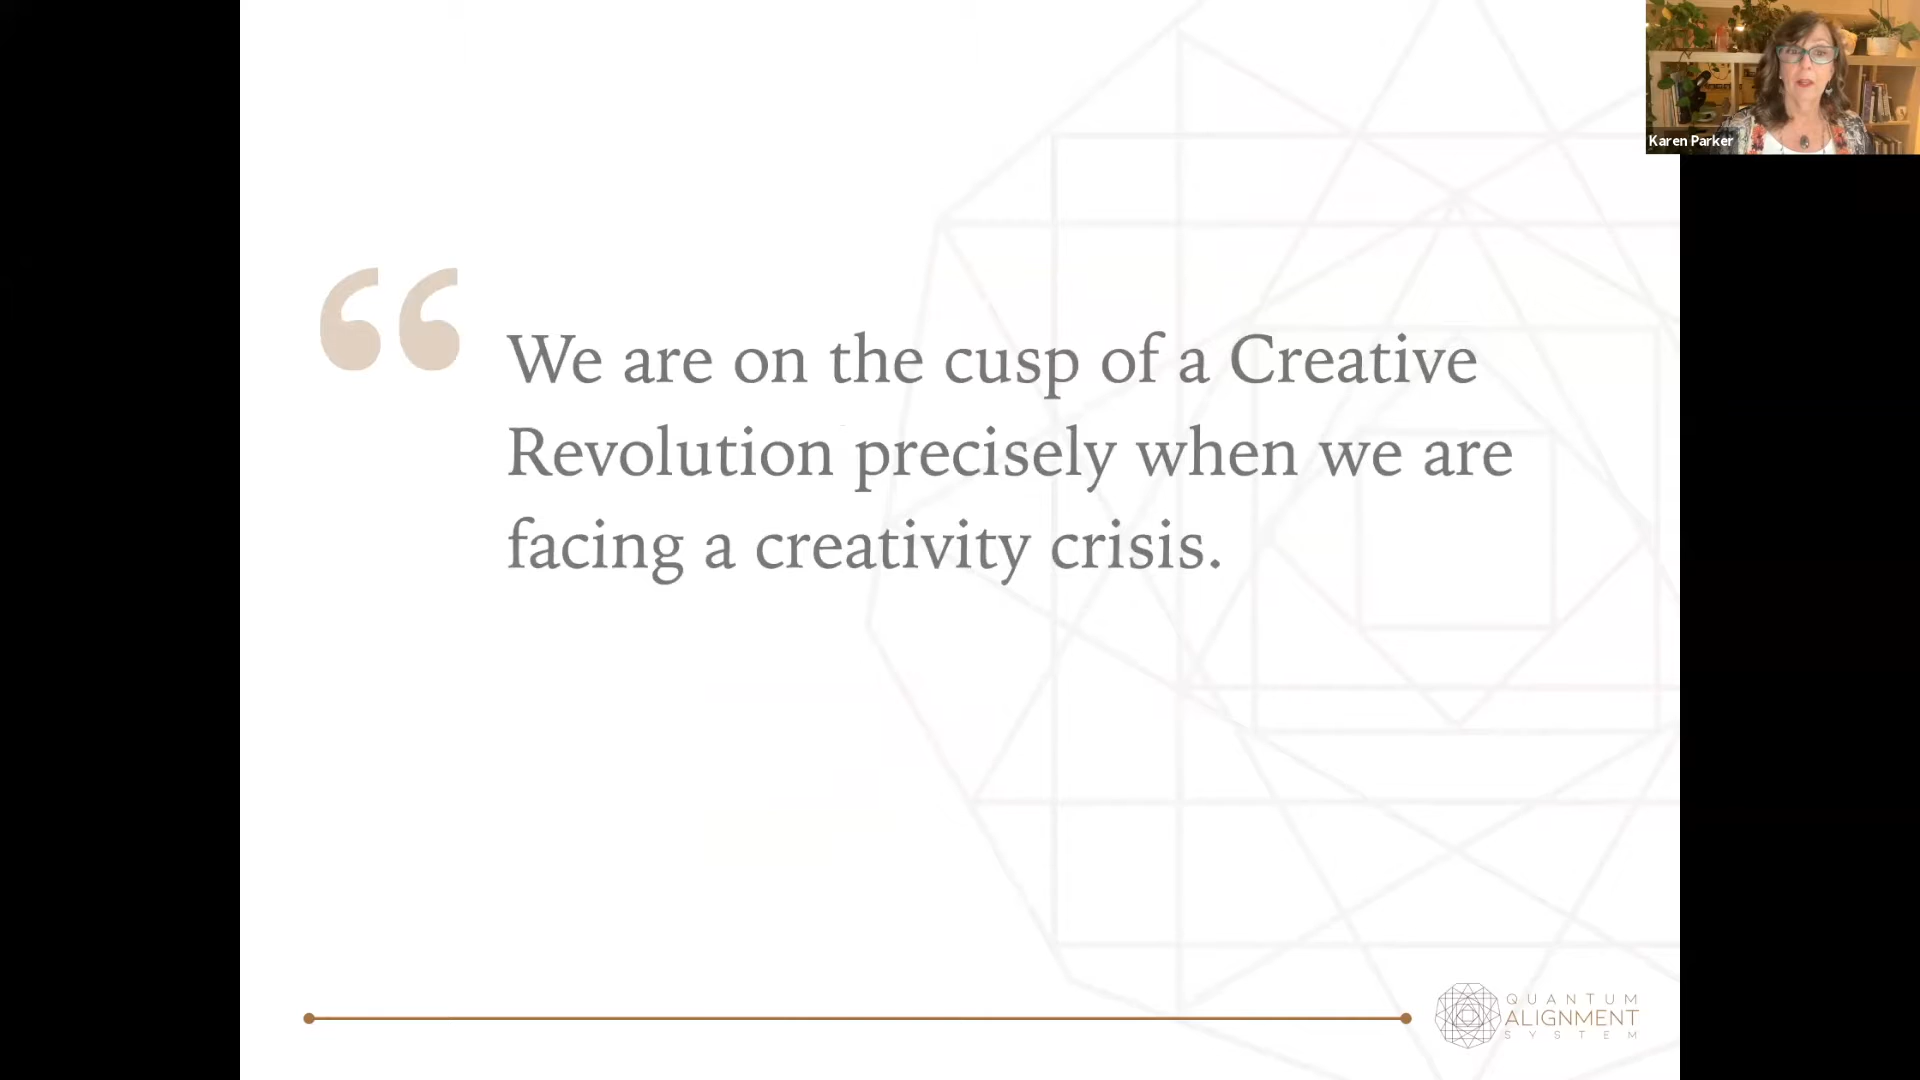 Karen Parker
“
We are on the cusp of a Creative
Revolution precisely when we are
facing a creativity crisis.
QUANTUM
ALIGNMENT
SYSTEM